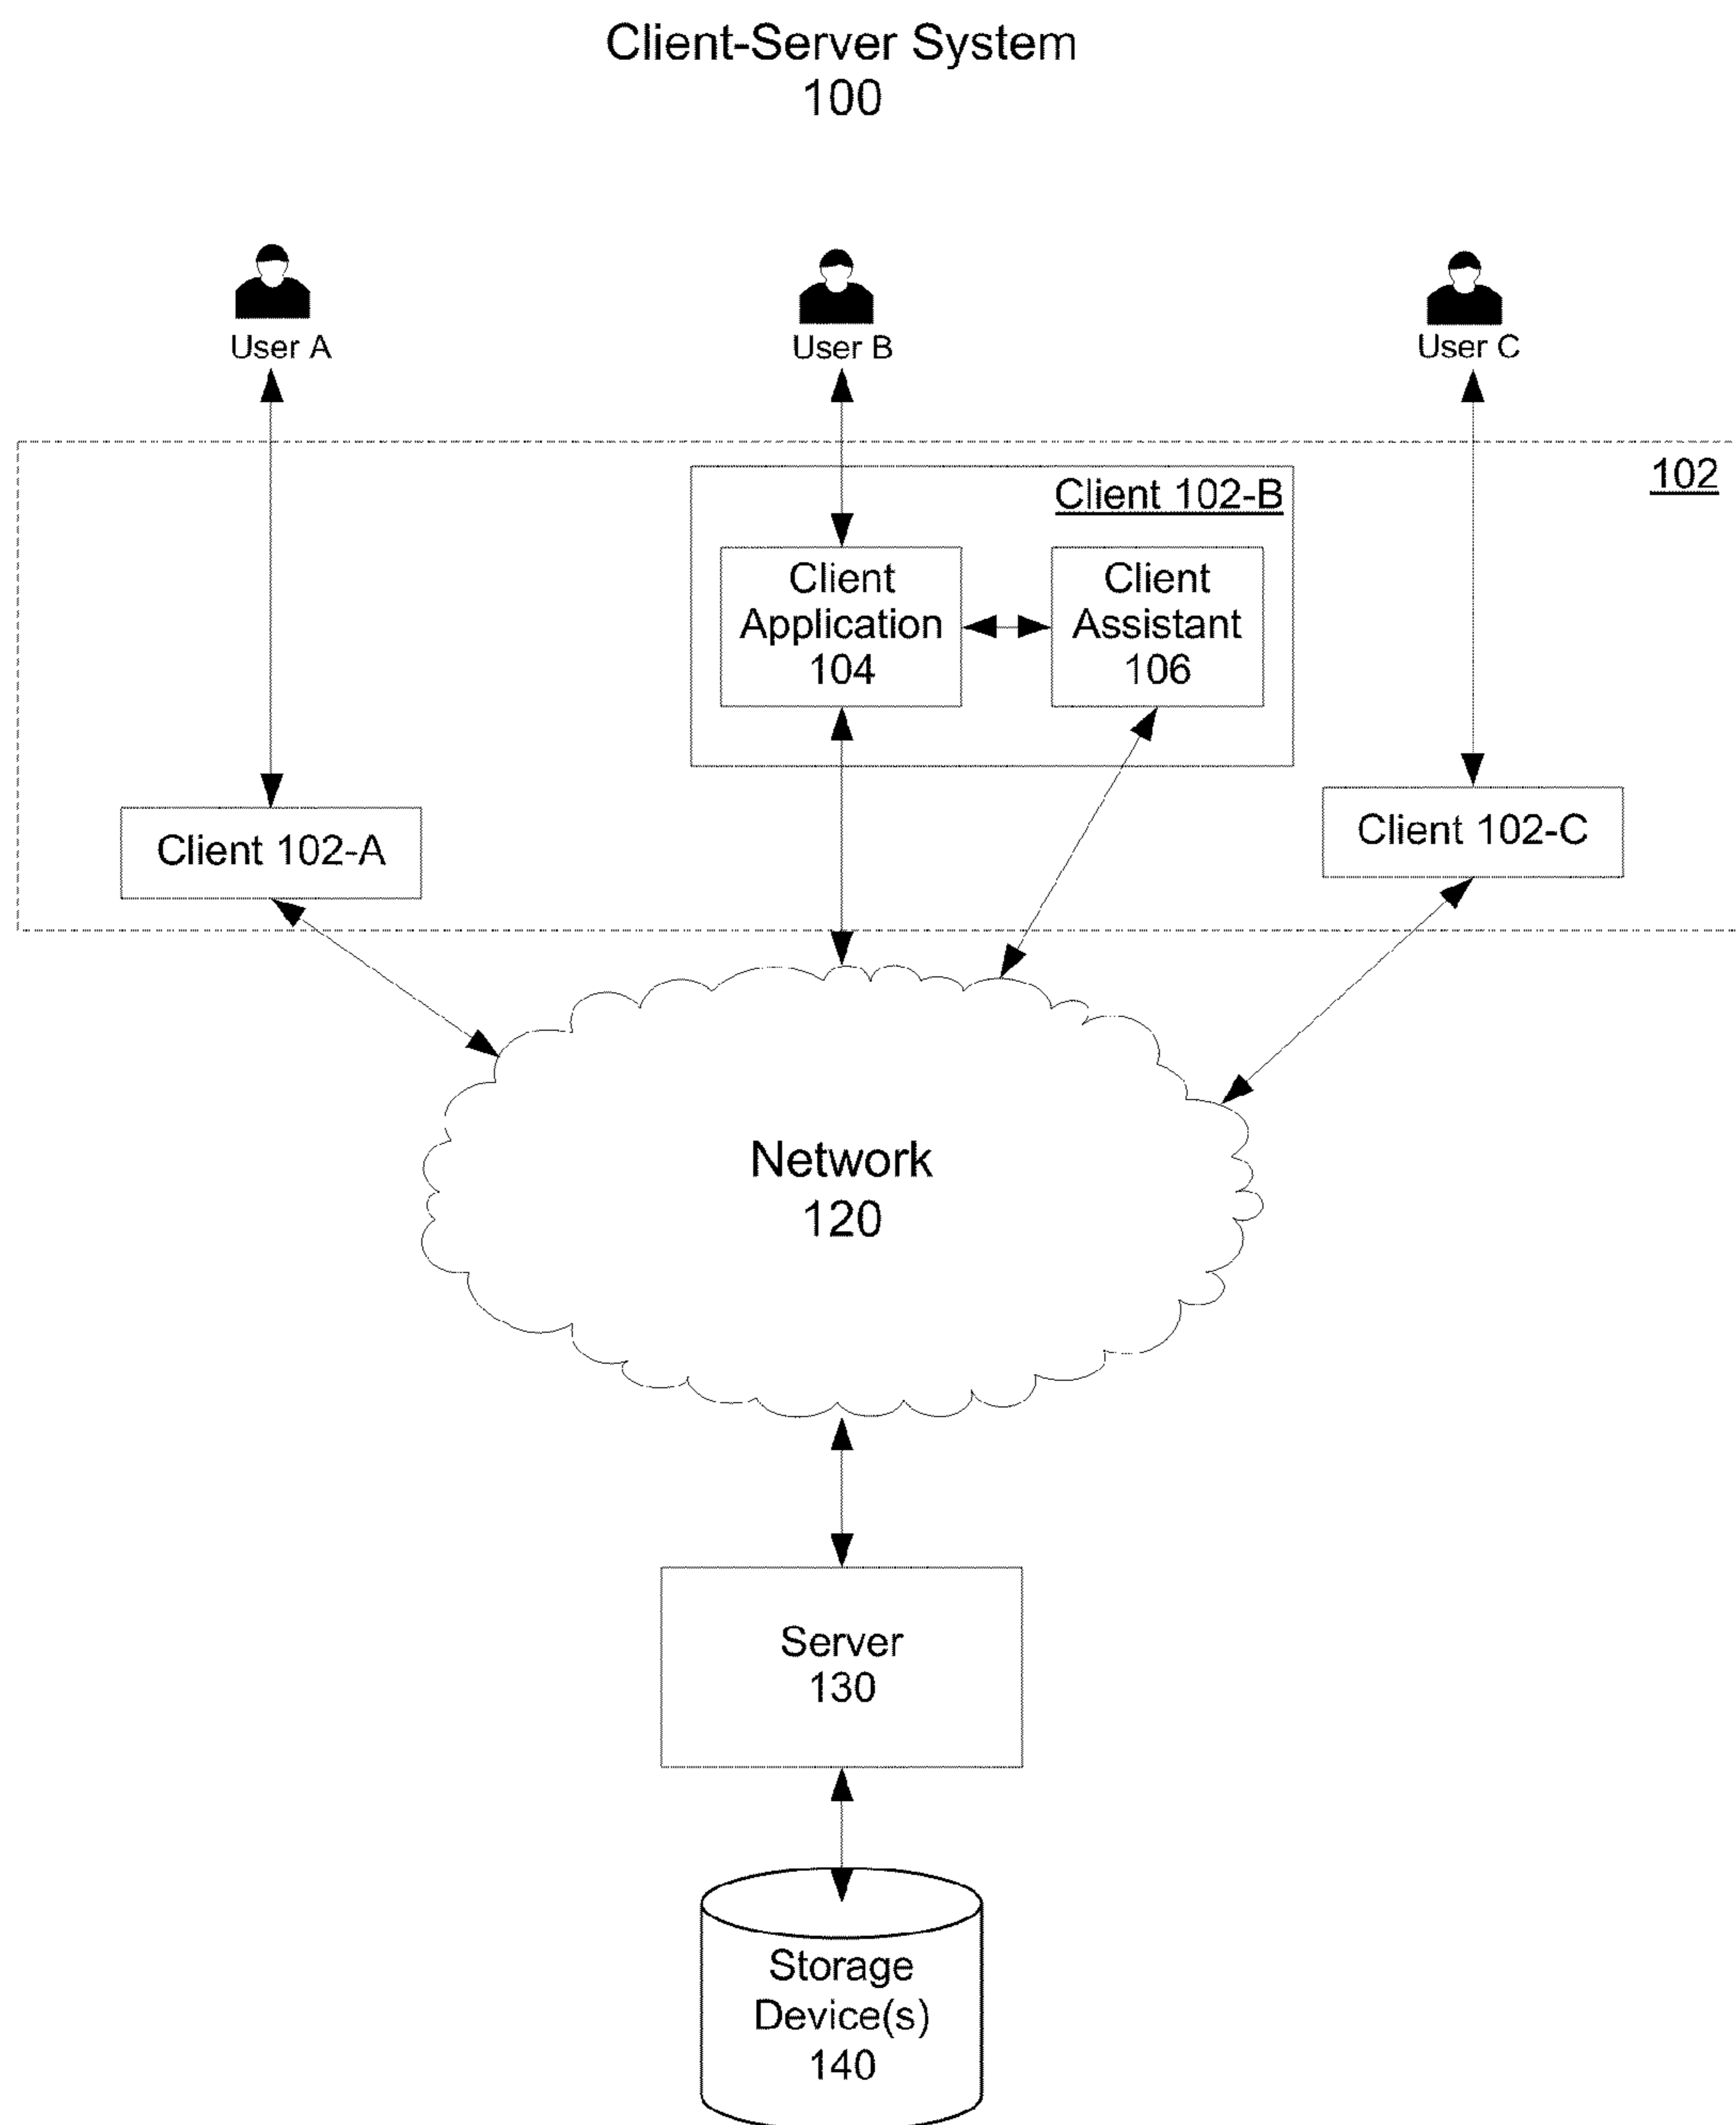 Client-Server System
100
User A
User B
User C
102
Client 102-B
Client
Application
104
Client
Assistant
106
Client 102-A
Client 102-C
Network
120
Server
130
Storage
Device(s)
140